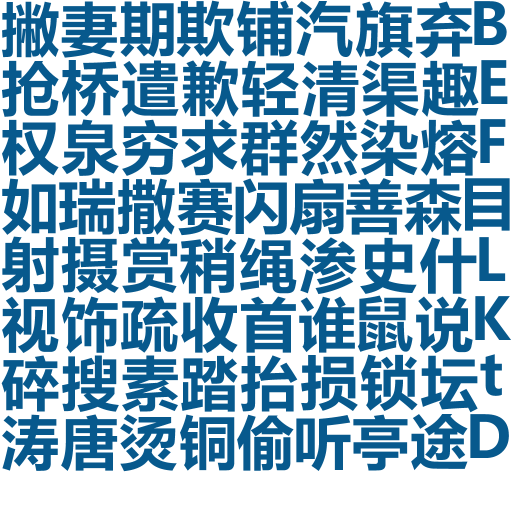 撇妻期欺铺汽旗弃B
抢桥遣歉轻清渠趣E
权泉穷求群然染熔F
如瑞撒赛闪扇善森目
射摄赏稍绳渗史什L
视饰疏收首谁鼠说K
碎搜素踏抬损锁坛t
涛唐烫铜偷听亭途D